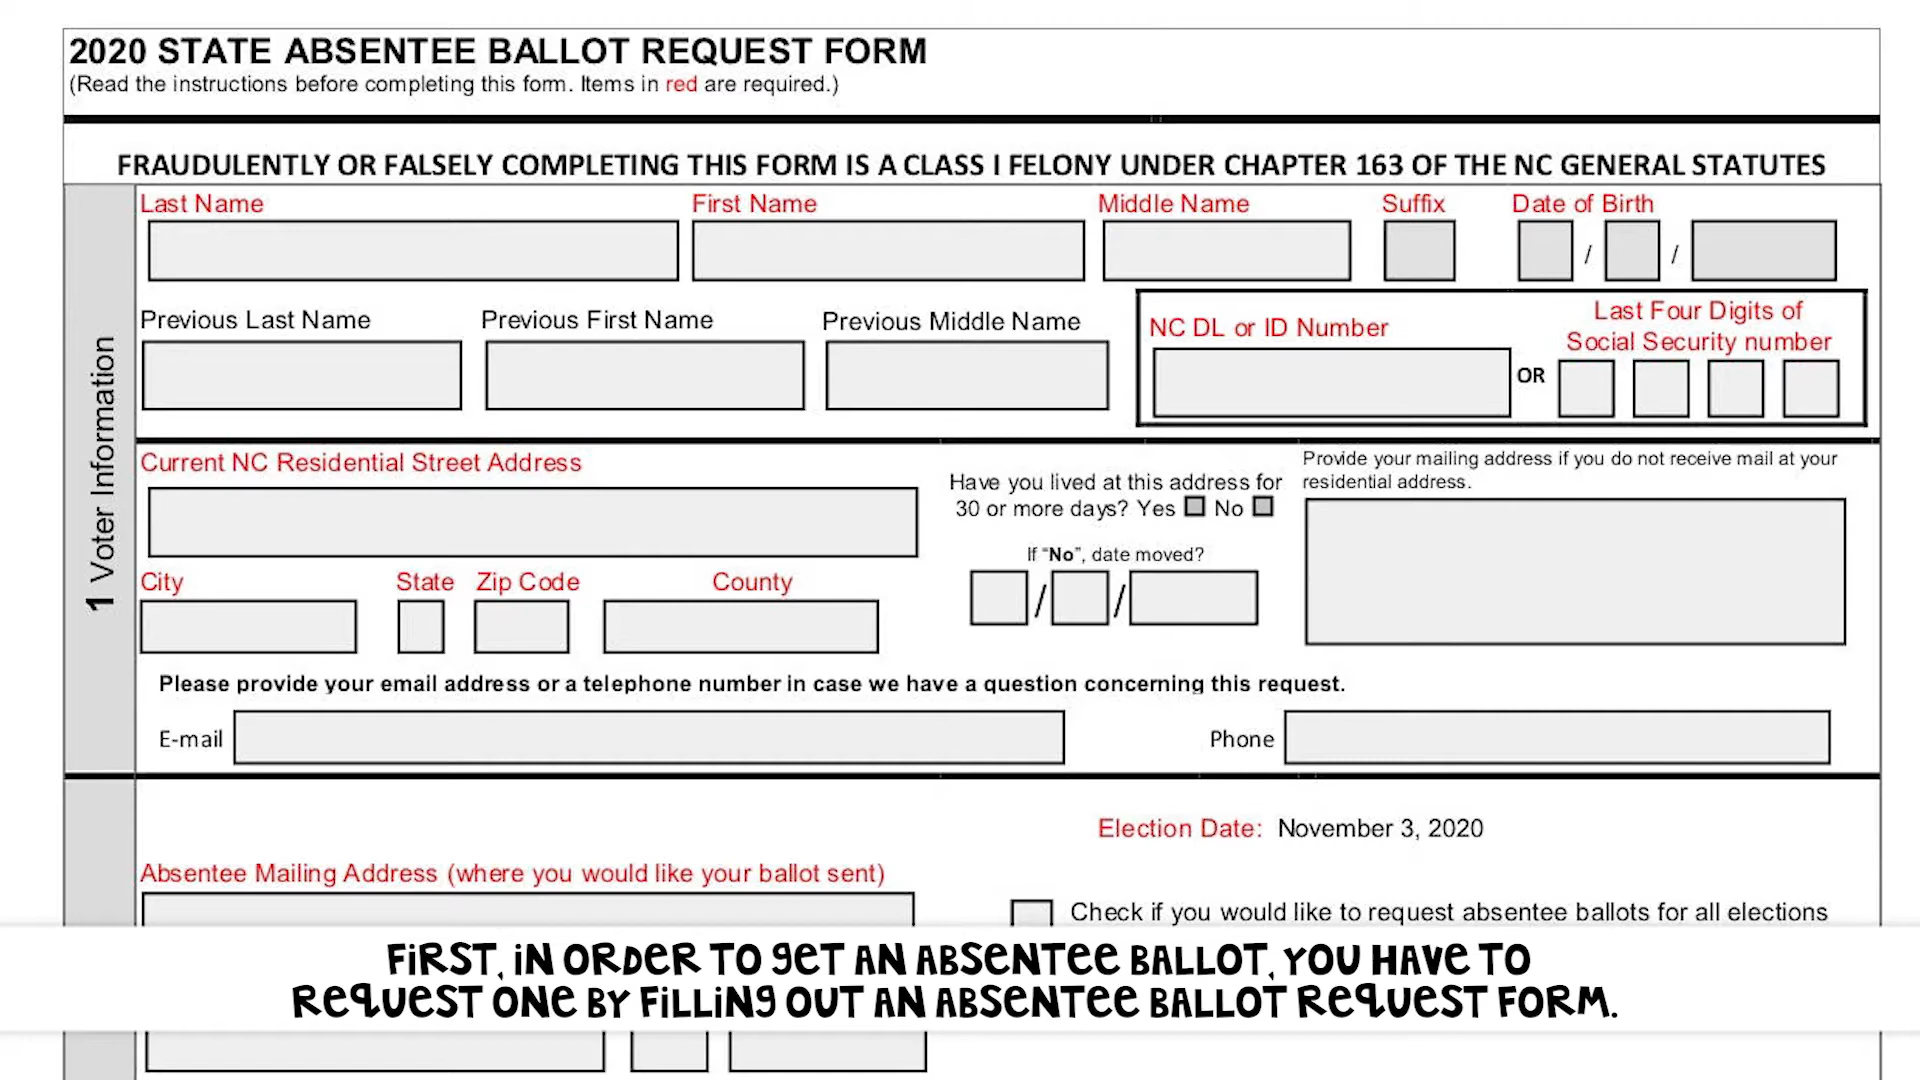 2020 STATE ABSENTEE BALLOT REQUEST FORM
(Read the instructions before completing this form. Items in red are required.)
FRAUDULENTLY OR FALSELY COMPLETING THIS FORM IS A CLASS I FELONY UNDER CHAPTER 163 OF THE NC GENERAL STATUTES
1 Voter Information
Last Name First Name Middle Name Suffix Date of Birth
/ /
Previous Last Name Previous First Name Previous Middle Name
NC DL or ID Number
OR
Last Four Digits of
Social Security number
Current NC Residential Street Address
Have you lived at this address for
30 or more days? Yes No
If “No”, date moved?
/ /
Provide your mailing address if you do not receive mail at your
residential address.
City State Zip Code County
Please provide your email address or a telephone number in case we have a question concerning this request.
E-mail Phone
Election Date: November 3, 2020
Absentee Mailing Address (where you would like your ballot sent)
Check if you would like to request absentee ballots for all elections
FIRST, IN ORDER TO GET AN ABSENTEE BALLOT, YOU HAVE TO
REQUEST ONE BY FILLING OUT AN ABSENTEE BALLOT REQUEST FORM.